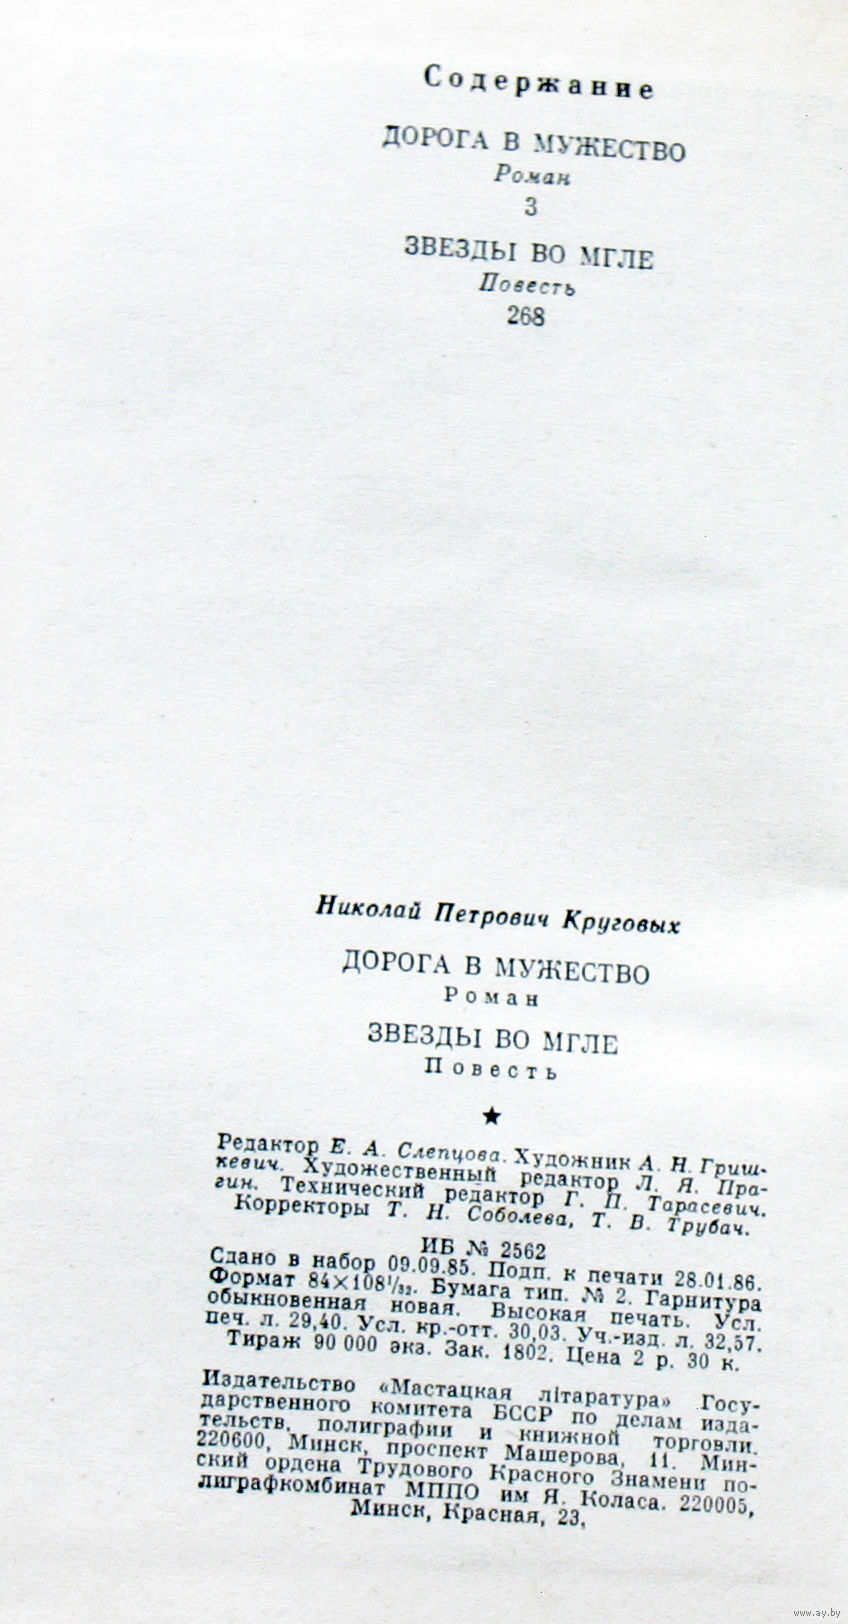 Содержание
ДОРОГА В МУЖЕСТВО
Роман
3
ЗВЕЗДЫ ВО МГЛЕ
Повесть
268
Николай Петрович Круговых
ДОРОГА В МУЖЕСТВО
Роман
ЗВЕЗДЫ ВО МГЛЕ
Повесть
★
Редактор Е. А. Слепцова. Художник А. Н. Гриш-
кевич. Художественный редактор Л. Я. Пра-
гин. Технический редактор Г. П. Тарасевич.
Корректоры Т. Н. Соболева, Т. В. Трубач.
ИБ № 2562
Сдано в набор 09.09.85. Подп. к печати 28.01.86.
Формат 84×108¹/₃₂. Бумага тип. № 2. Гарнитура
обыкновенная новая. Высокая печать. Усл.
печ. л. 29,40. Усл. кр.-отт. 30,03. Уч.-изд. л. 32,57.
Тираж 90 000 экз. Зак. 1802. Цена 2 р. 30 к.
Издательство «Мастацкая літаратура» Госу-
дарственного комитета БССР по делам изда-
тельств, полиграфии и книжной торговли.
220600, Минск, проспект Машерова, 11. Мин-
ский ордена Трудового Красного Знамени по-
лиграфкомбинат МППО им Я. Коласа. 220005,
Минск, Красная, 23.
www.ay.by